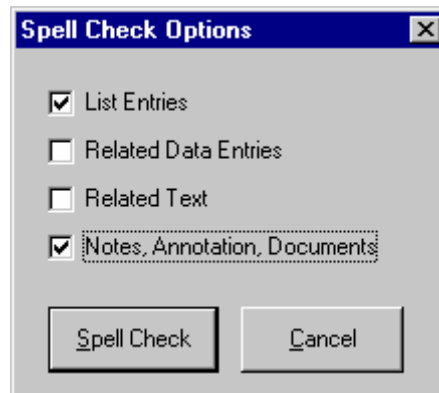 Spell Check Options
List Entries
Related Data Entries
Related Text
Notes, Annotation, Documents
Spell Check
Cancel